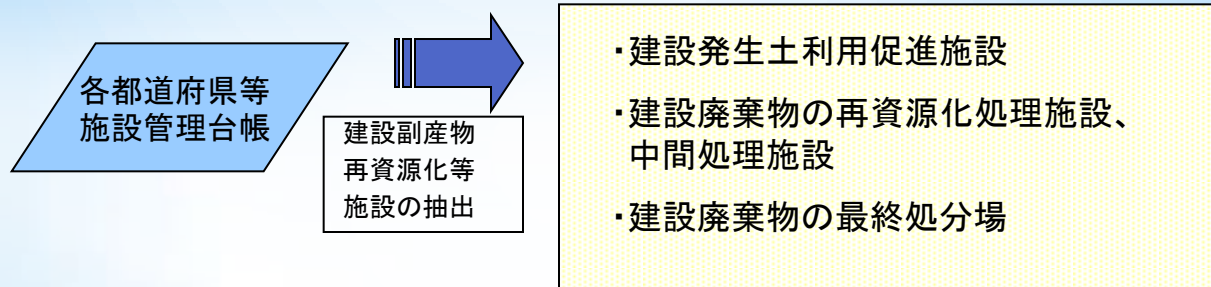 各都道府県等
施設管理台帳
建設副産物
再資源化等
施設の抽出
・建設発生土利用促進施設
・建設廃棄物の再資源化処理施設、
中間処理施設
・建設廃棄物の最終処分場